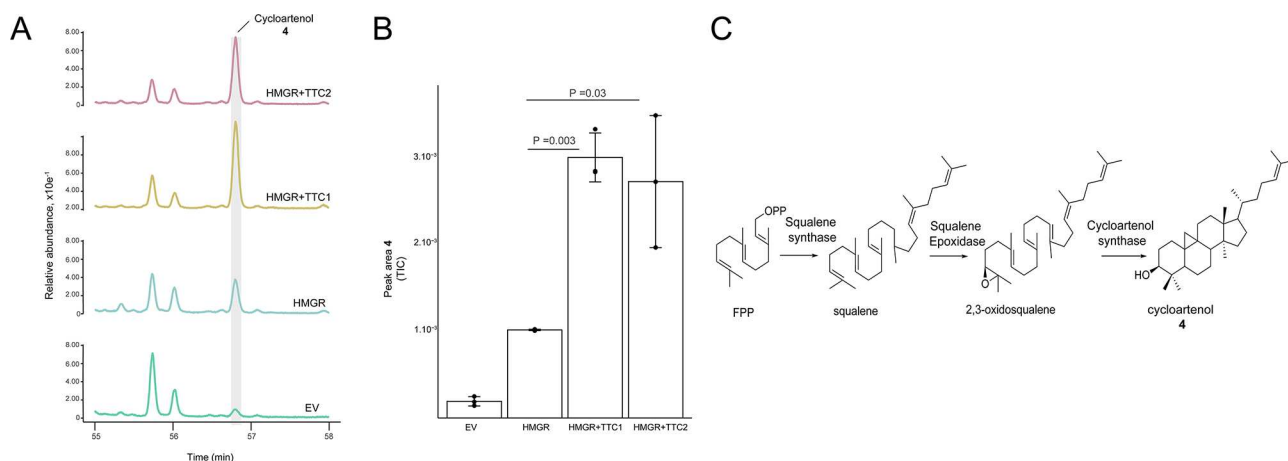 A
Cycloartenol
4
8.00
6.00
4.00
2.00
0
HMGR+TTC2
8.00
6.00
4.00
2.00
HMGR+TTC1
8.00
6.00
4.00
2.00
0
HMGR
8.00
6.00
4.00
2.00
0
EV
55
56
57
58
Time (min)
Relative abundance, x10e⁻¹
B
P =0.03
P =0.003
3.10⁻³
2.10⁻³
1.10⁻³
Peak area 4
(TIC)
EV
HMGR
HMGR+TTC1
HMGR+TTC2
C
OPP
FPP
Squalene
synthase
squalene
Squalene
Epoxidase
O
2,3-oxidosqualene
Cycloartenol
synthase
HO
cycloartenol
4